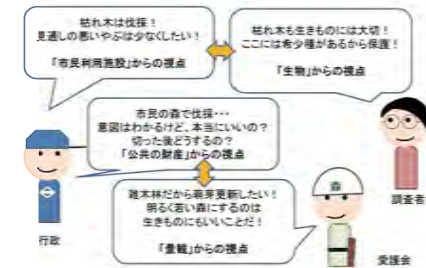 枯れ木は伐採！
見通しの悪いやぶは少なくしたい！
「市民利用施設」からの視点
枯れ木も生きものには大切！
ここには希少種があるから保護！
「生物」からの視点
市民の森で伐採・・・
意図はわかるけど、本当にいいの？
切った後どうするの？
「公共の財産」からの視点
雑木林だから萌芽更新したい！
明るく若い森にするのは
生きものにもいいことだ！
「景観」からの視点
森
行政
調査者
愛護会